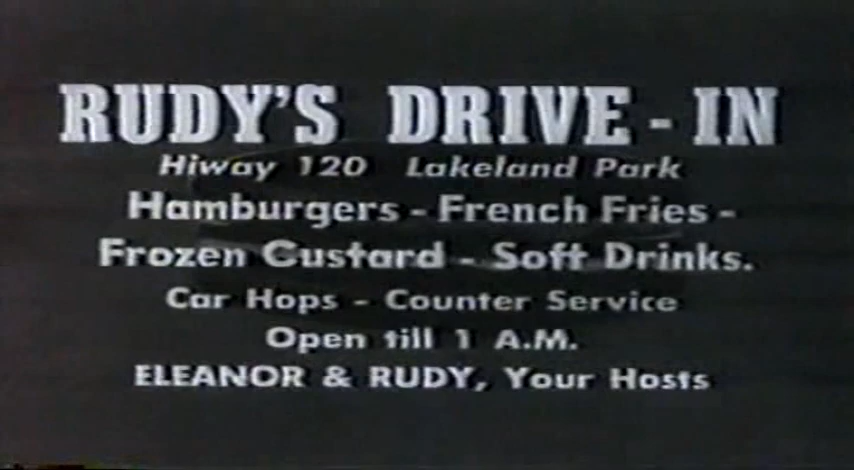 RUDY'S DRIVE-IN
Hiway 120 Lakeland Park
Hamburgers - French Fries -
Frozen Custard - Soft Drinks.
Car Hops - Counter Service
Open till 1 A.M.
ELEANOR & RUDY, Your Hosts